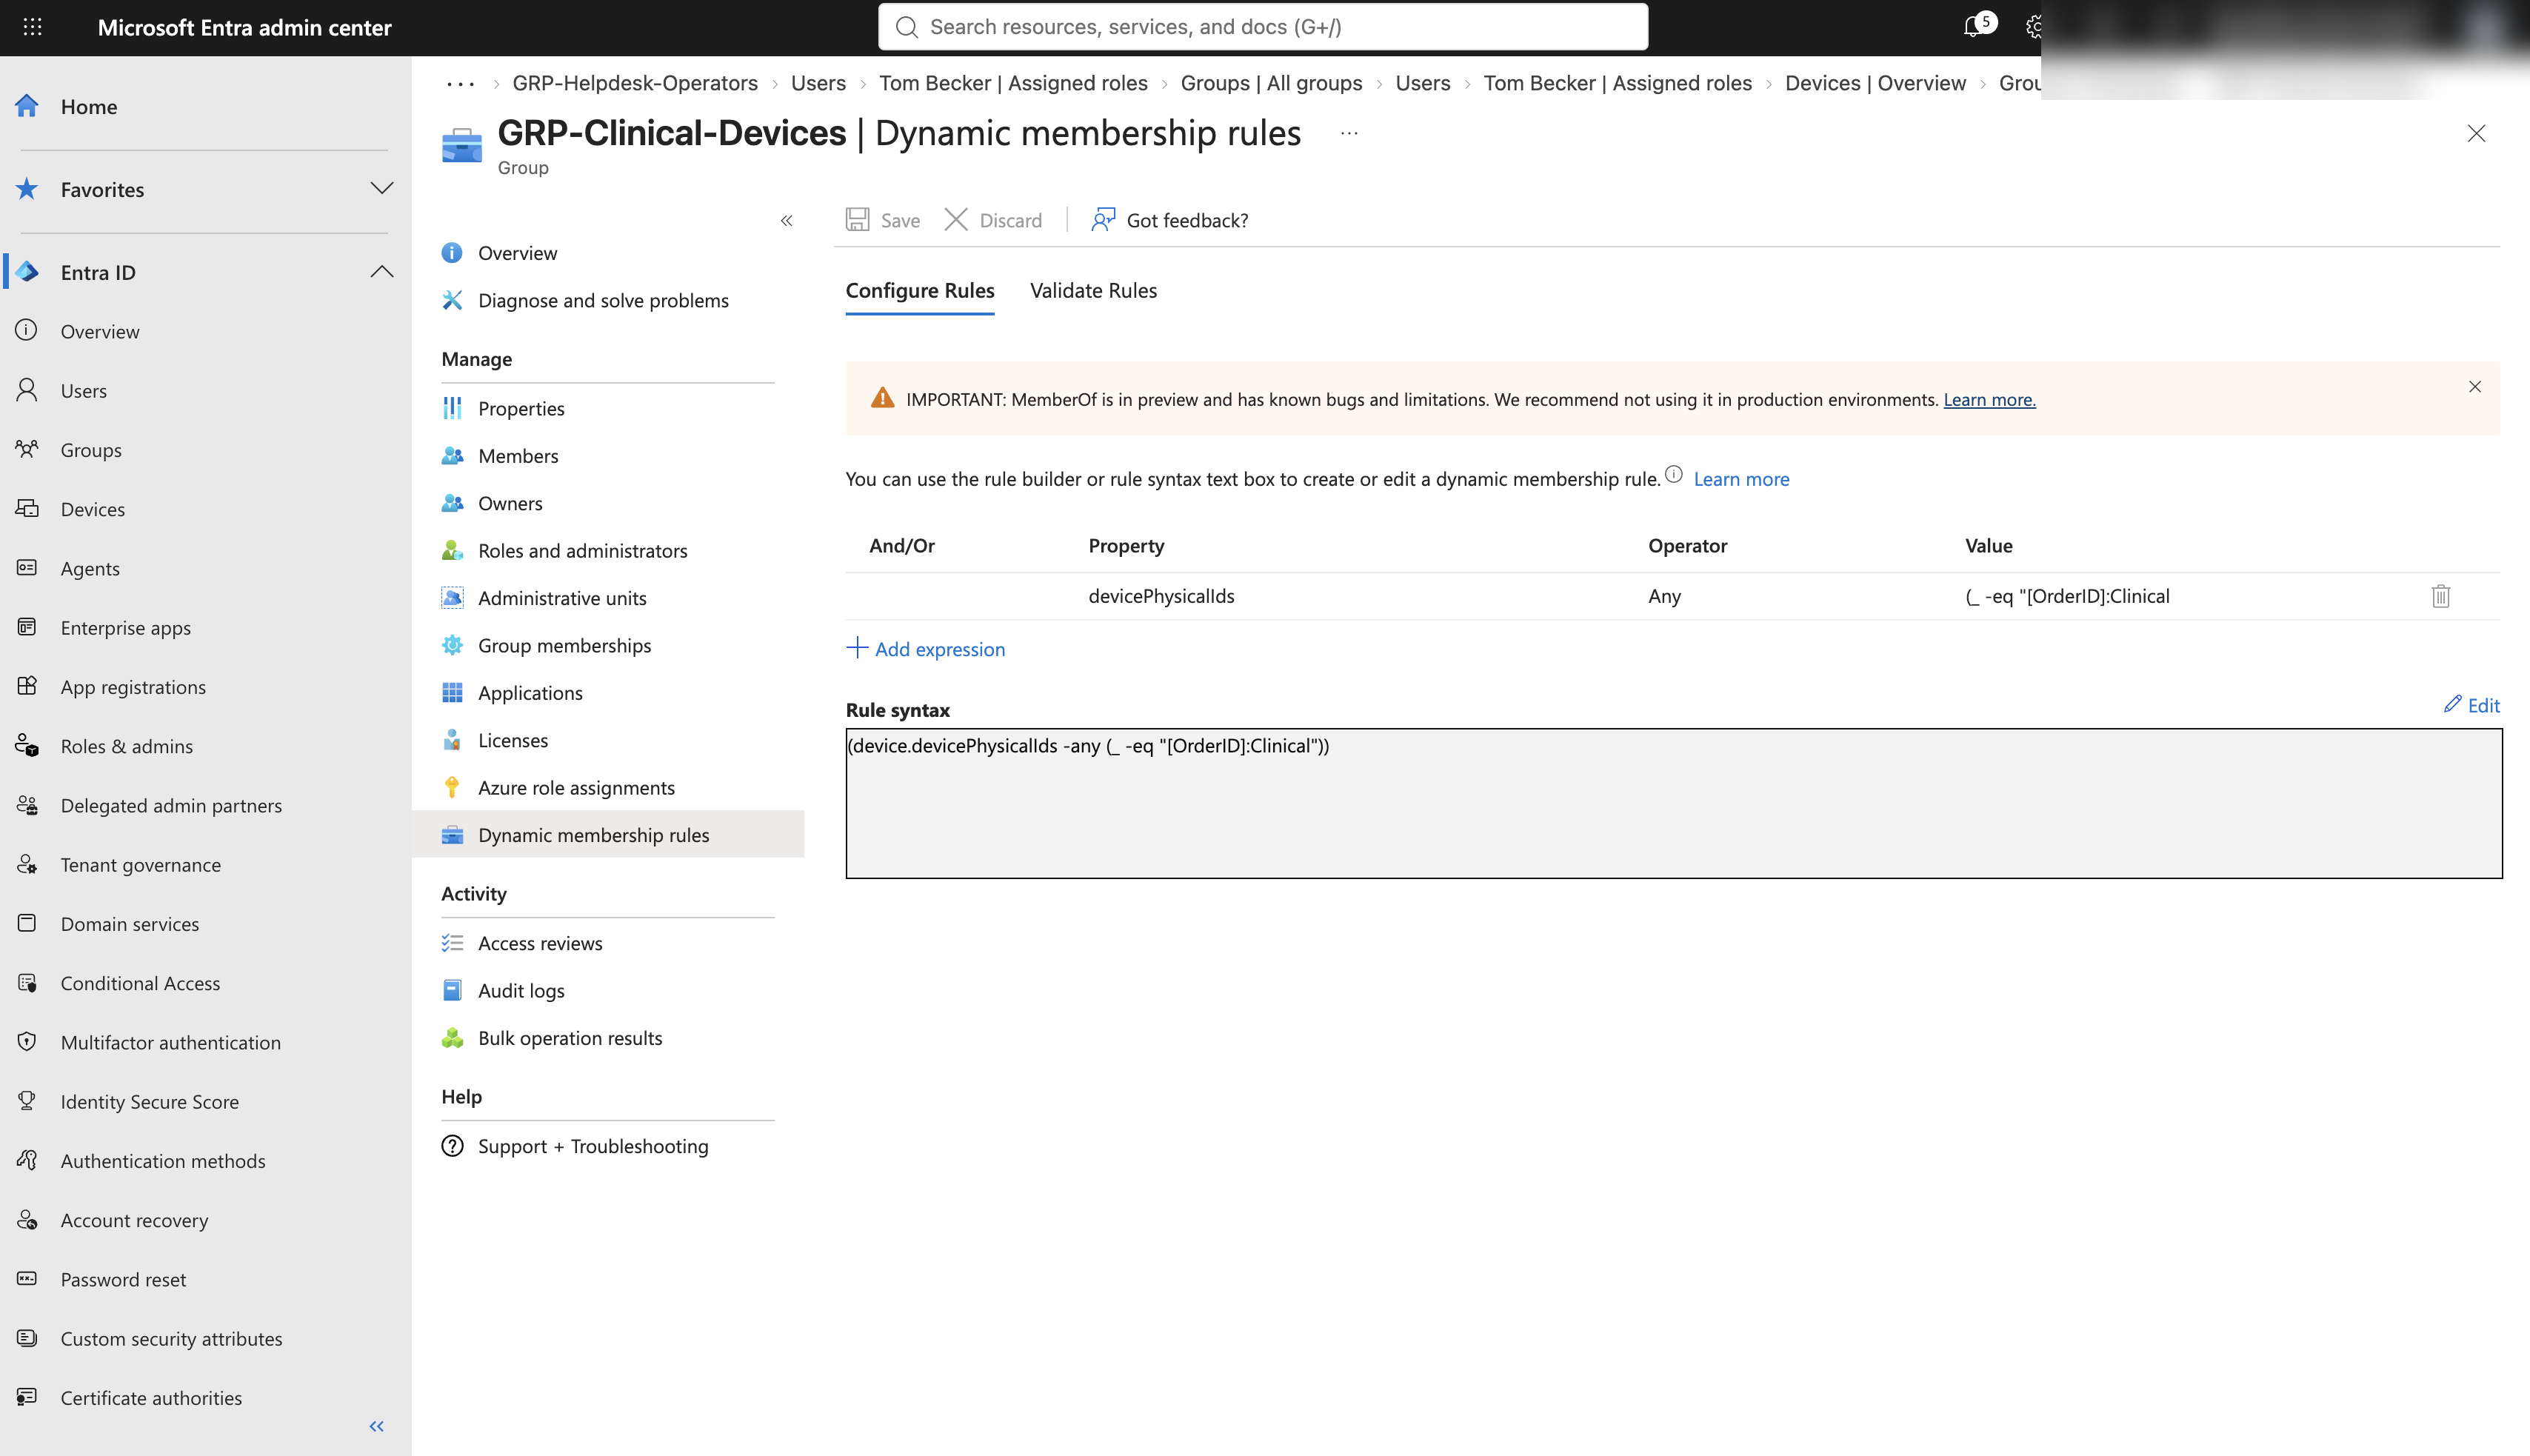 Microsoft Entra admin center
Search resources, services, and docs (G+/)
5
Home
Favorites
Entra ID
Overview
Users
Groups
Devices
Agents
Enterprise apps
App registrations
Roles & admins
Delegated admin partners
Tenant governance
Domain services
Conditional Access
Multifactor authentication
Identity Secure Score
Authentication methods
Account recovery
Password reset
Custom security attributes
Certificate authorities
... > GRP-Helpdesk-Operators > Users > Tom Becker | Assigned roles > Groups | All groups > Users > Tom Becker | Assigned roles > Devices | Overview > Grou
GRP-Clinical-Devices | Dynamic membership rules ...
Group
Overview
Diagnose and solve problems
Manage
Properties
Members
Owners
Roles and administrators
Administrative units
Group memberships
Applications
Licenses
Azure role assignments
Dynamic membership rules
Activity
Access reviews
Audit logs
Bulk operation results
Help
Support + Troubleshooting
Save Discard Got feedback?
Configure Rules Validate Rules
IMPORTANT: MemberOf is in preview and has known bugs and limitations. We recommend not using it in production environments. Learn more.
You can use the rule builder or rule syntax text box to create or edit a dynamic membership rule. Learn more
And/Or Property Operator Value
devicePhysicalIds Any (_ -eq "[OrderID]:Clinical
Add expression
Rule syntax
Edit
(device.devicePhysicalIds -any (_ -eq "[OrderID]:Clinical"))